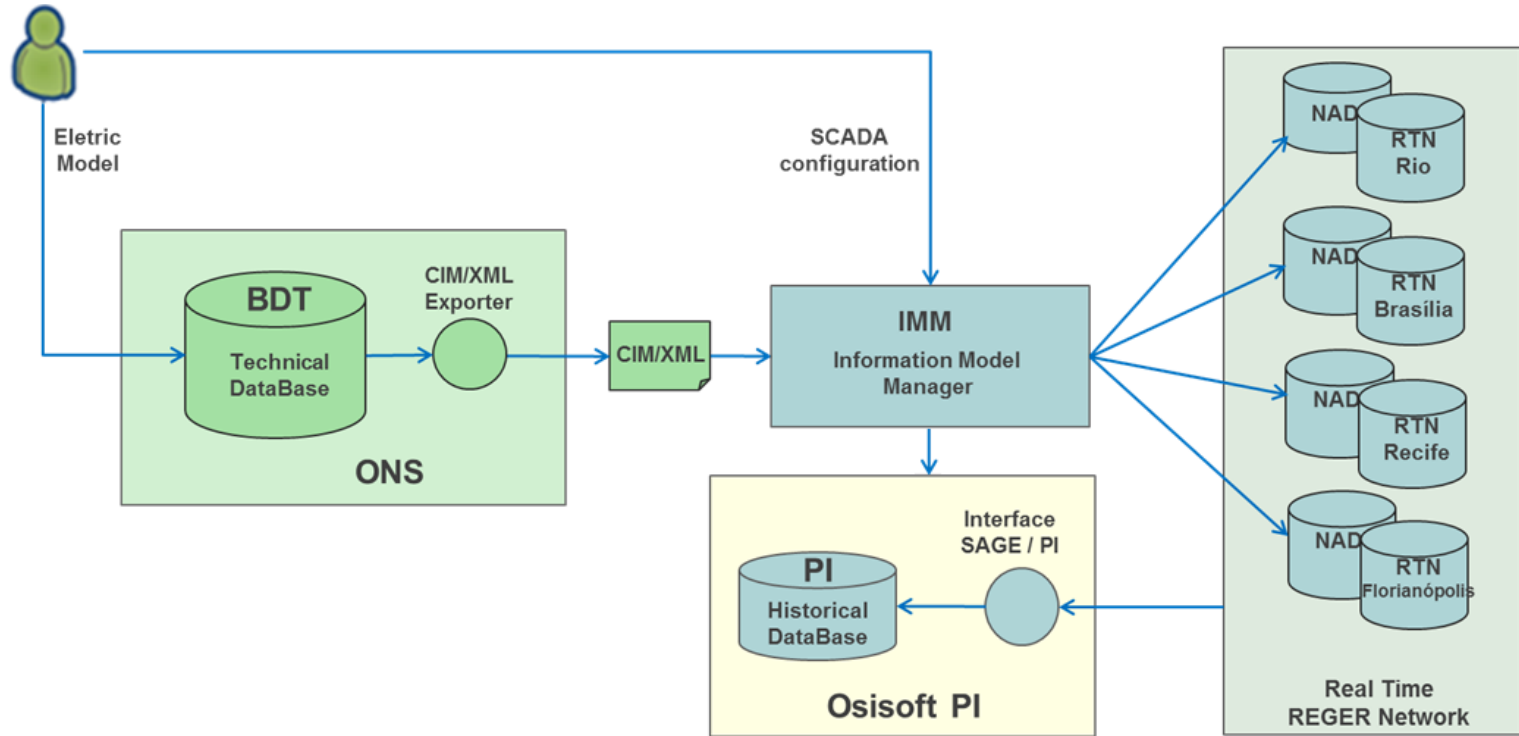 Eletric
Model
SCADA
configuration
BDT
Technical
DataBase
CIM/XML
Exporter
ONS
CIM/XML
IMM
Information Model
Manager
Interface
SAGE / PI
PI
Historical
DataBase
Osisoft PI
NAD
RTN
Rio
NAD
RTN
Brasília
NAD
RTN
Recife
NAD
RTN
Florianópolis
Real Time
REGER Network